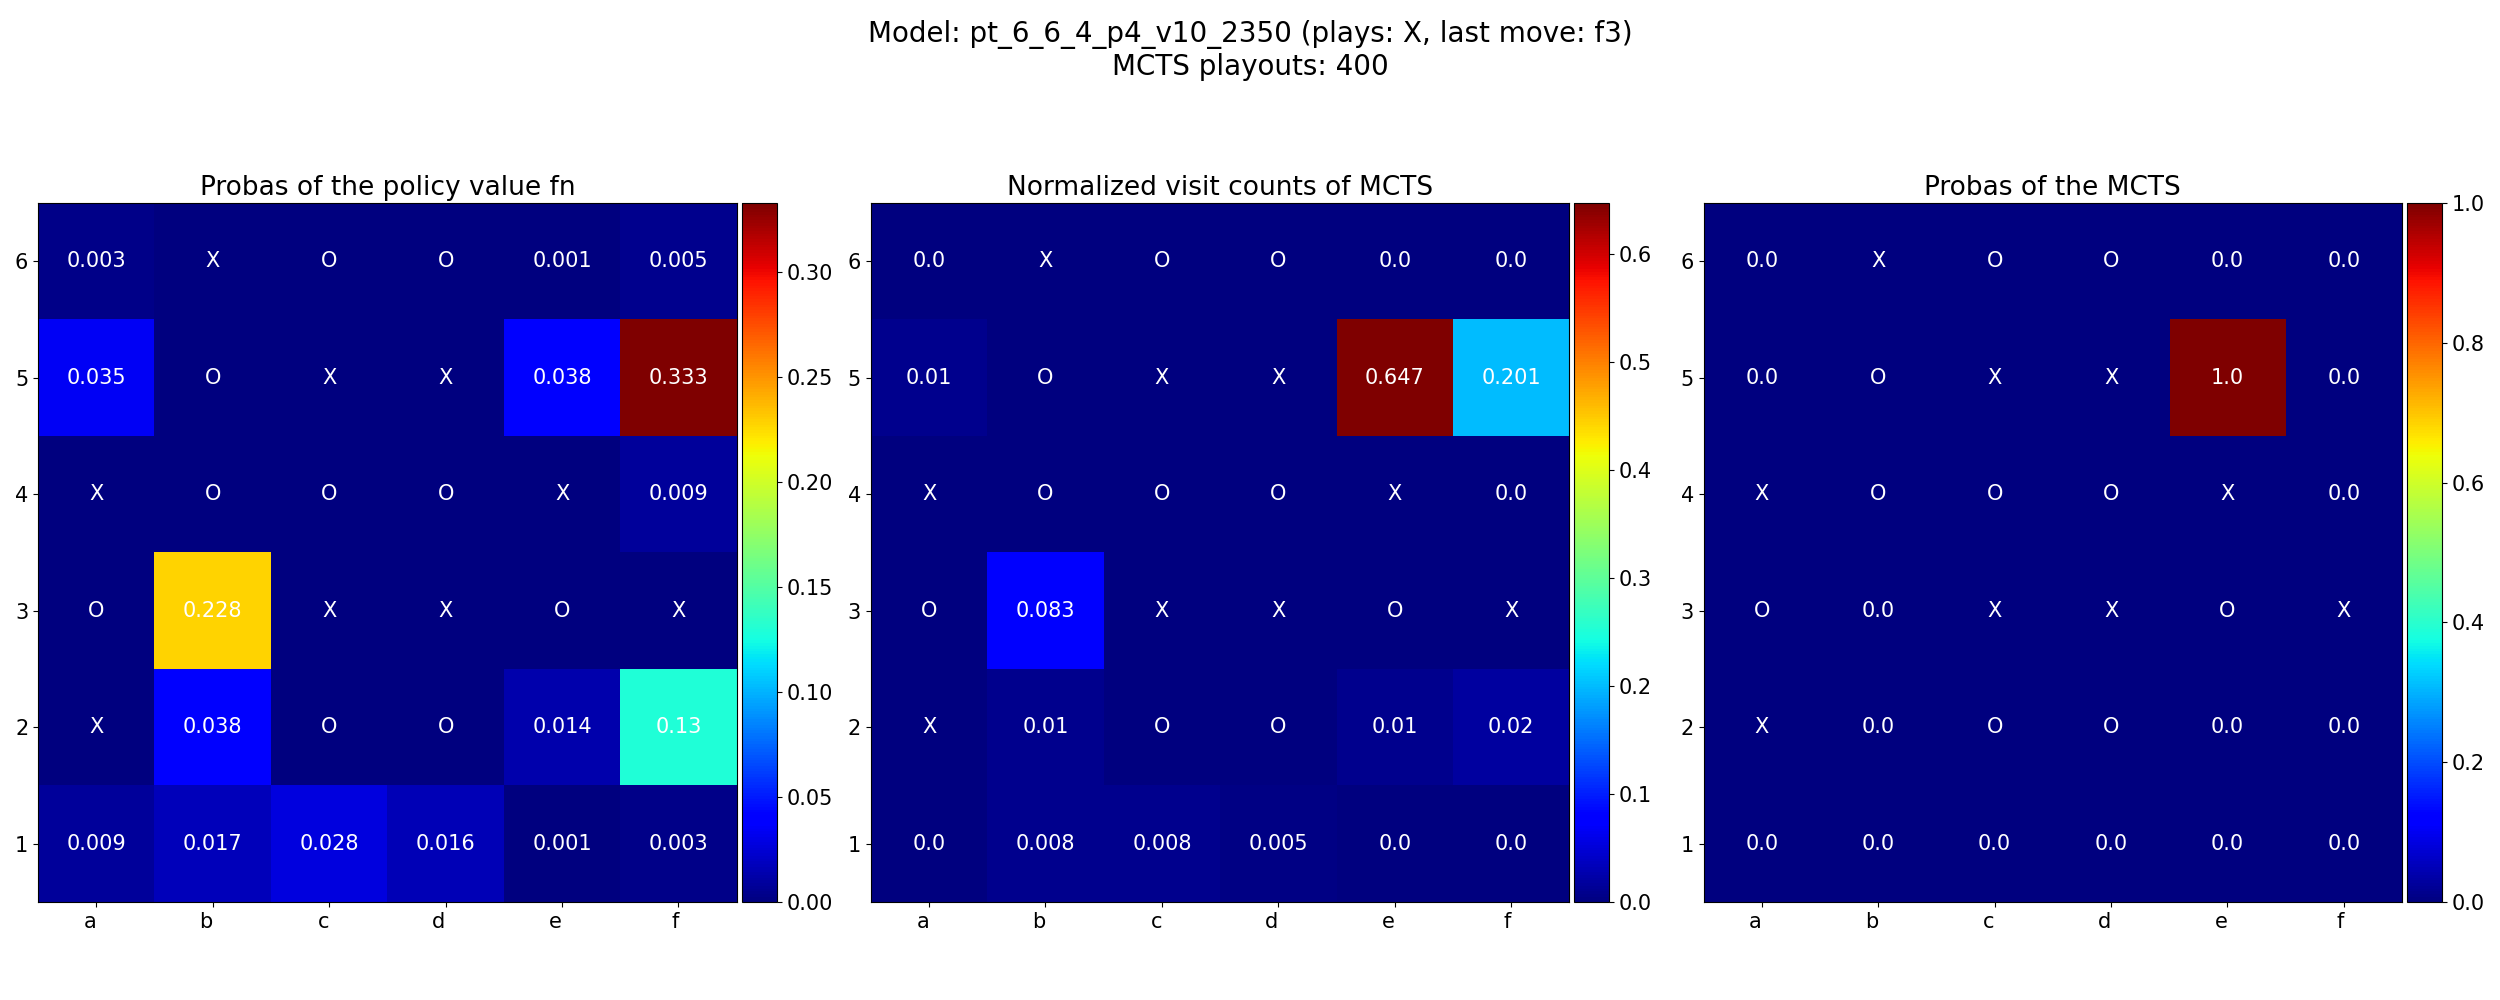 Model: pt_6_6_4_p4_v10_2350 (plays: X, last move: f3)
MCTS playouts: 400
Probas of the policy value fn
6 0.003 X O O 0.001 0.005
5 0.035 O X X 0.038 0.333
4 X O O O X 0.009
3 O 0.228 X X O X
2 X 0.038 O O 0.014 0.13
1 0.009 0.017 0.028 0.016 0.001 0.003
a b c d e f
0.30
0.25
0.20
0.15
0.10
0.05
0.00
Normalized visit counts of MCTS
6 0.0 X O O 0.0 0.0
5 0.01 O X X 0.647 0.201
4 X O O O X 0.0
3 O 0.083 X X O X
2 X 0.01 O O 0.01 0.02
1 0.0 0.008 0.008 0.005 0.0 0.0
a b c d e f
0.6
0.5
0.4
0.3
0.2
0.1
0.0
Probas of the MCTS
6 0.0 X O O 0.0 0.0
5 0.0 O X X 1.0 0.0
4 X O O O X 0.0
3 O 0.0 X X O X
2 X 0.0 O O 0.0 0.0
1 0.0 0.0 0.0 0.0 0.0 0.0
a b c d e f
1.0
0.8
0.6
0.4
0.2
0.0